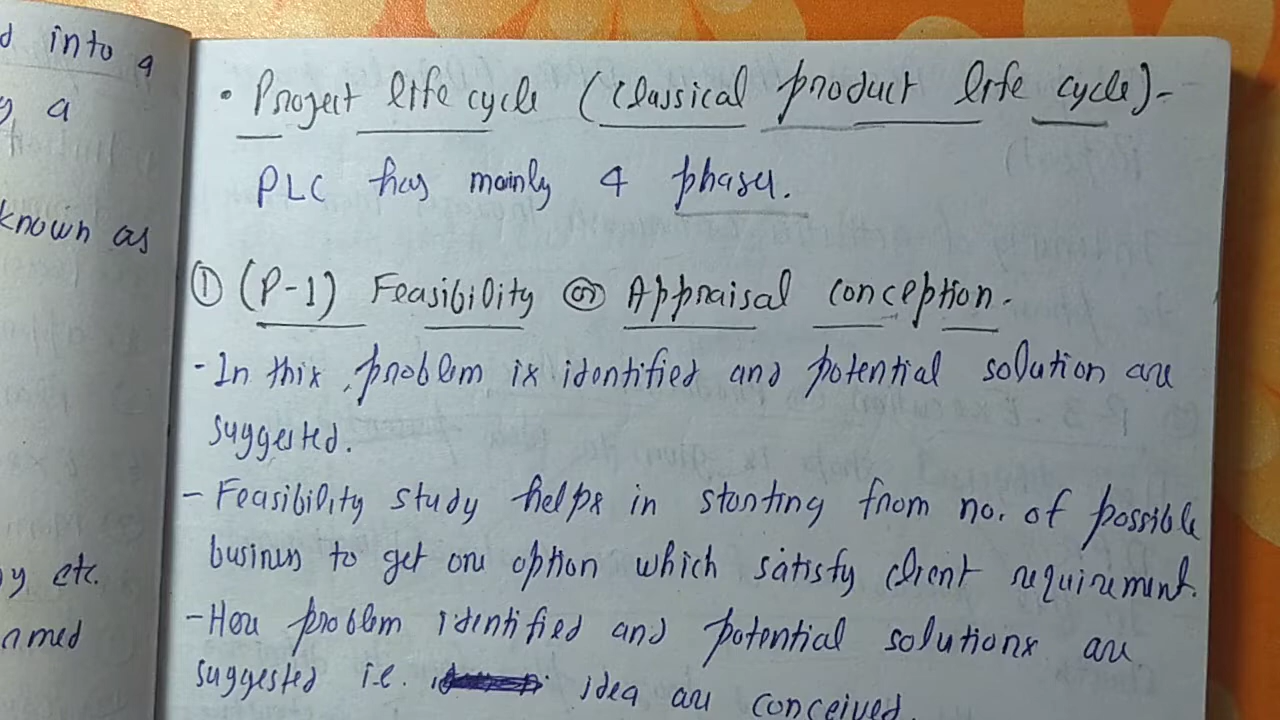 d into 4
y a
known as
y etc.
named
• Project life cycle (classical product life cycle)-
PLC has mainly 4 phases.
① (P-1) Feasibility or Appraisal conception.
- In this, problem is identified and potential solution are
suggested.
- Feasibility study helps in starting from no. of possible
business to get one option which satisfy client requirement.
- Here problem identified and potential solutions are
suggested i.e. idea are conceived.